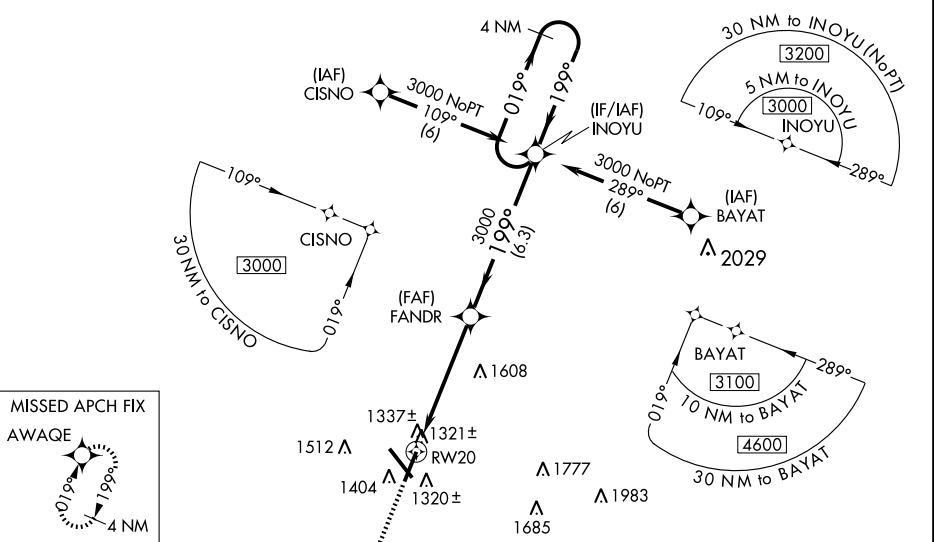 4 NM
019°
199°
(IAF)
CISNO
3000 NoPT
109°
(6)
(IF/IAF)
INOYU
3000 NoPT
289°
(6)
(IAF)
BAYAT
2029
30 NM to INOYU (NoPT)
3200
5 NM to INOYU
3000
INOYU
109°
289°
109°
CISNO
3000
019°
30 NM to CISNO
3000
199°
(6.3)
(FAF)
FANDR
1608
1337±
1321±
RW20
1512
1404
1320±
1777
1983
1685
BAYAT
289°
3100
019°
10 NM to BAYAT
4600
30 NM to BAYAT
MISSED APCH FIX
AWAQE
019°
199°
4 NM